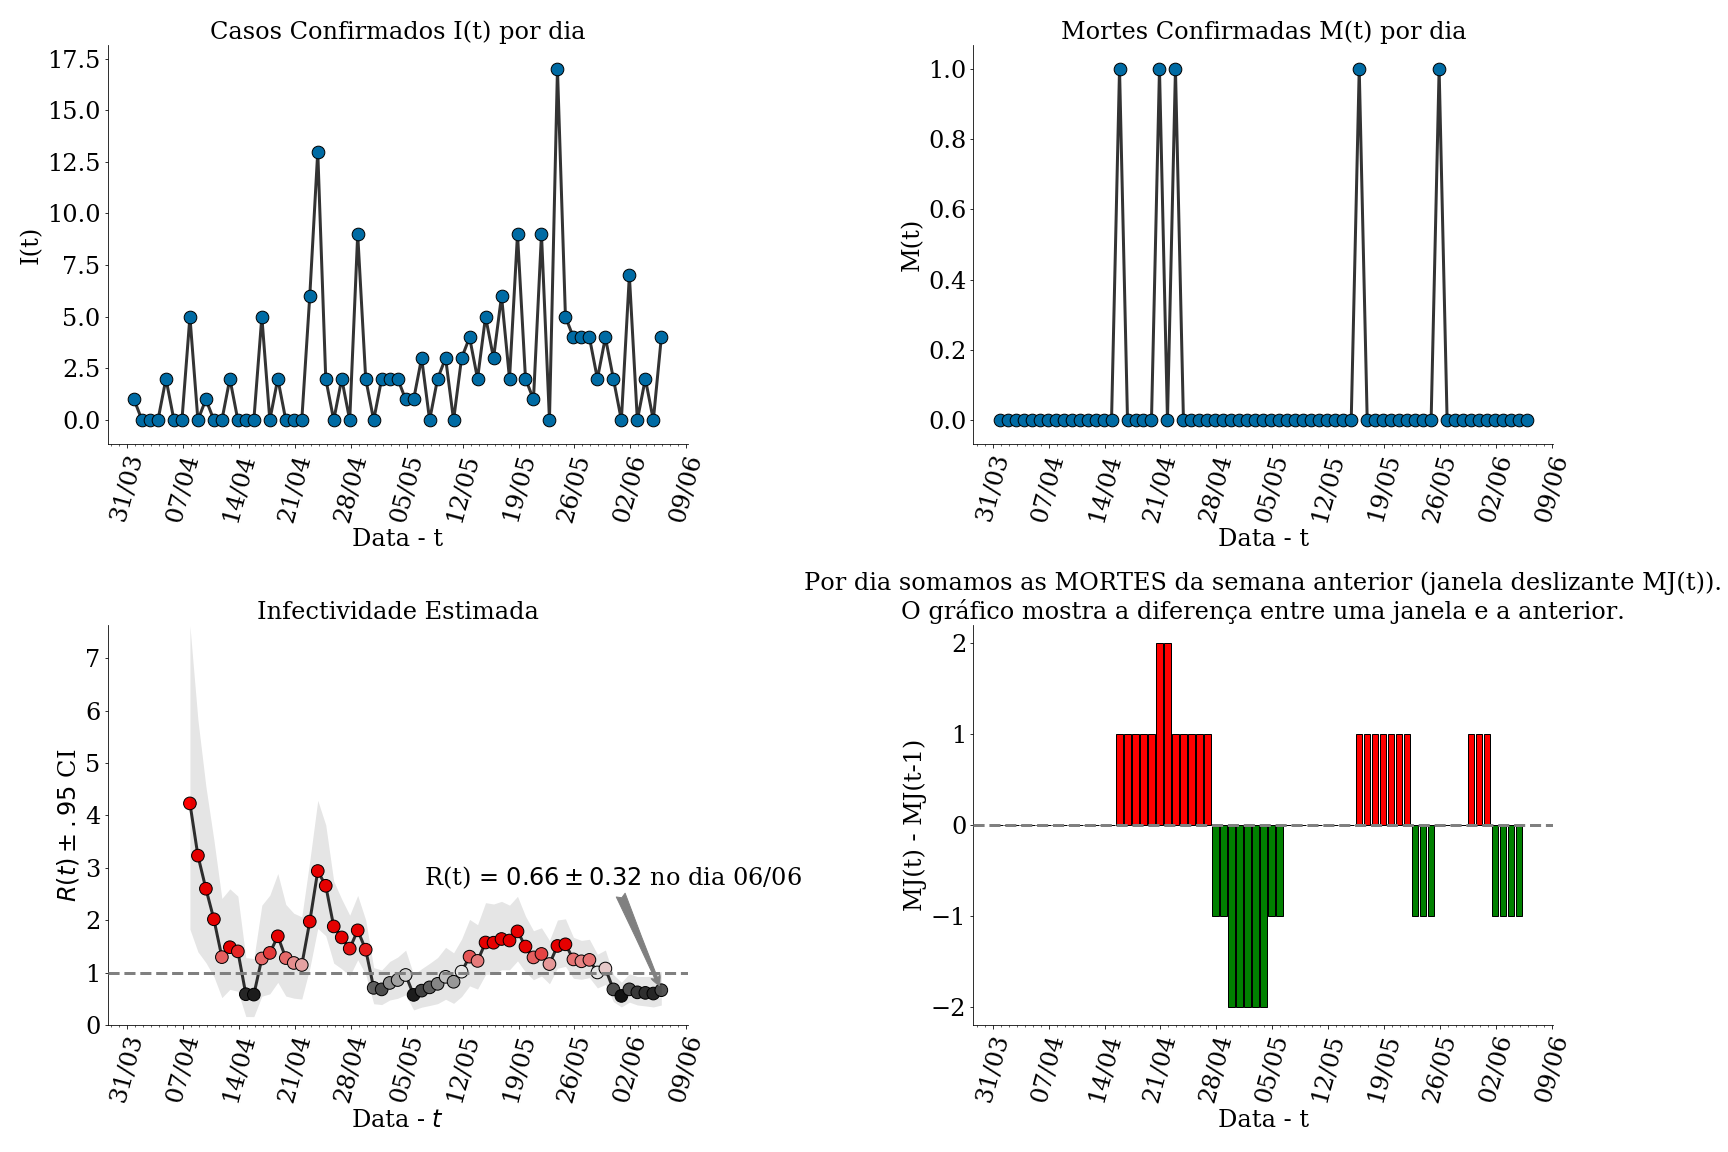 Casos Confirmados I(t) por dia
17.5
15.0
12.5
10.0
7.5
5.0
2.5
0.0
I(t)
31/03 07/04 14/04 21/04 28/04 05/05 12/05 19/05 26/05 02/06 09/06
Data - t
Mortes Confirmadas M(t) por dia
1.0
0.8
0.6
0.4
0.2
0.0
M(t)
31/03 07/04 14/04 21/04 28/04 05/05 12/05 19/05 26/05 02/06 09/06
Data - t
Infectividade Estimada
7
6
5
4
3
2
1
0
R(t) ± .95 CI
R(t) = 0.66 ± 0.32 no dia 06/06
31/03 07/04 14/04 21/04 28/04 05/05 12/05 19/05 26/05 02/06 09/06
Data - t
Por dia somamos as MORTES da semana anterior (janela deslizante MJ(t)).
O gráfico mostra a diferença entre uma janela e a anterior.
2
1
0
−1
−2
MJ(t) - MJ(t-1)
31/03 07/04 14/04 21/04 28/04 05/05 12/05 19/05 26/05 02/06 09/06
Data - t